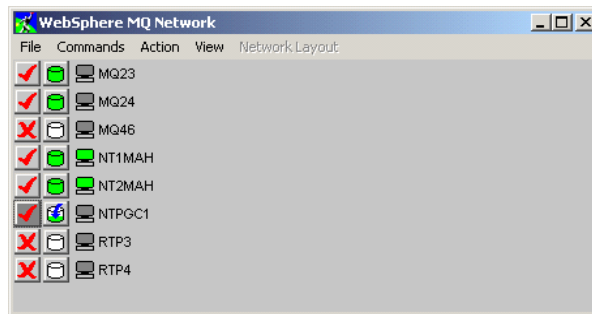 WebSphere MQ Network
File Commands Action View Network Layout
MQ23
MQ24
MQ46
NT1MAH
NT2MAH
NTPGC1
RTP3
RTP4